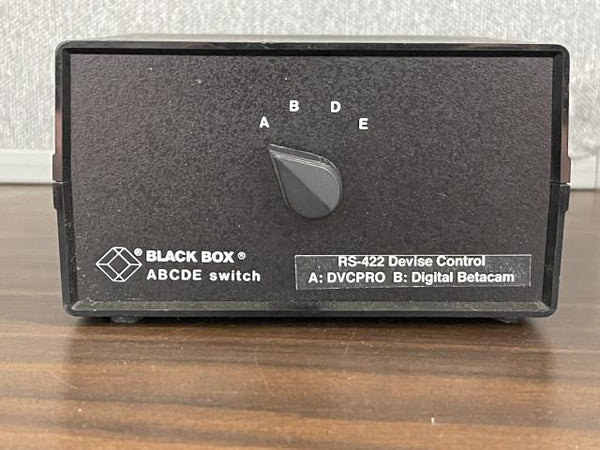 A B D E
® BLACK BOX ®
ABCDE switch
RS-422 Devise Control
A: DVCPRO B: Digital Betacam